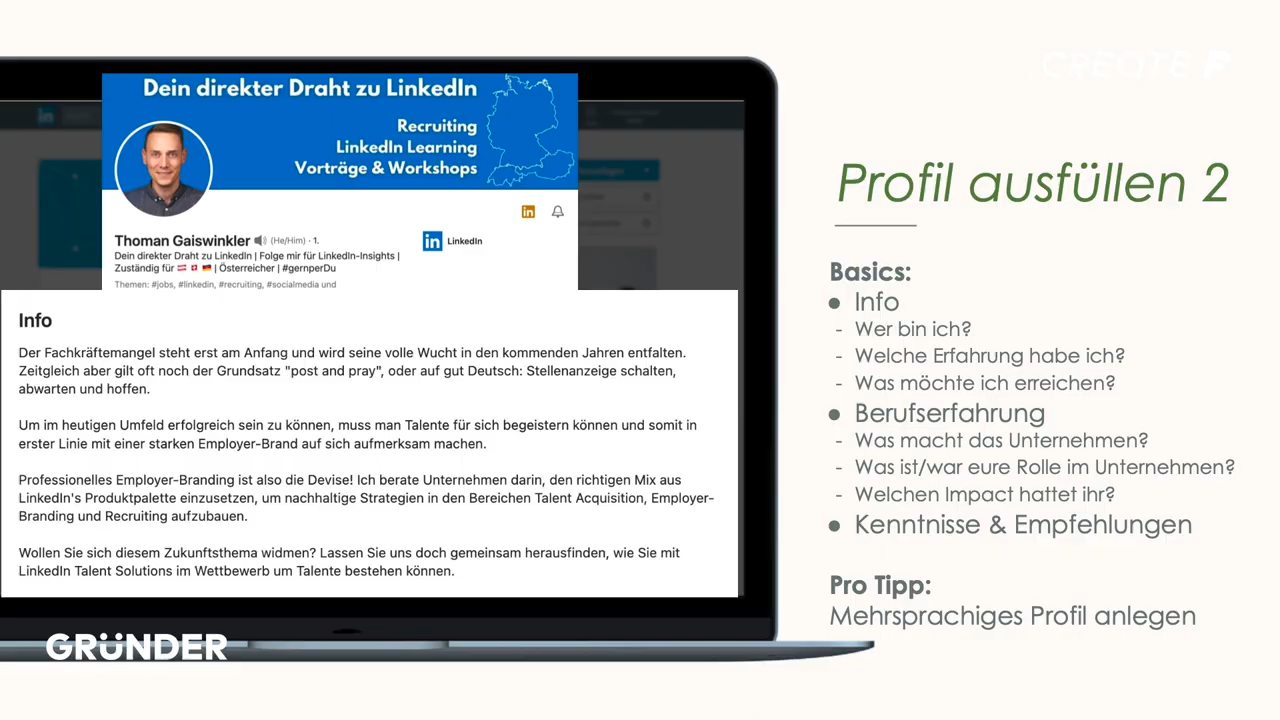 CREATE F
Dein direkter Draht zu LinkedIn
Recruiting
LinkedIn Learning
Vorträge & Workshops
Thoman Gaiswinkler (He/Him) · 1.
LinkedIn
Dein direkter Draht zu LinkedIn | Folge mir für LinkedIn-Insights |
Zuständig für 🇦🇹 🇨🇭 🇩🇪 | Österreicher | #gernperDu
Themen: #jobs, #linkedin, #recruiting, #socialmedia und
Info
Der Fachkräftemangel steht erst am Anfang und wird seine volle Wucht in den kommenden Jahren entfalten.
Zeitgleich aber gilt oft noch der Grundsatz "post and pray", oder auf gut Deutsch: Stellenanzeige schalten,
abwarten und hoffen.
Um im heutigen Umfeld erfolgreich sein zu können, muss man Talente für sich begeistern können und somit in
erster Linie mit einer starken Employer-Brand auf sich aufmerksam machen.
Professionelles Employer-Branding ist also die Devise! Ich berate Unternehmen darin, den richtigen Mix aus
LinkedIn's Produktpalette einzusetzen, um nachhaltige Strategien in den Bereichen Talent Acquisition, Employer-
Branding und Recruiting aufzubauen.
Wollen Sie sich diesem Zukunftsthema widmen? Lassen Sie uns doch gemeinsam herausfinden, wie Sie mit
LinkedIn Talent Solutions im Wettbewerb um Talente bestehen können.
GRÜNDER
Profil ausfüllen 2
Basics:
● Info
- Wer bin ich?
- Welche Erfahrung habe ich?
- Was möchte ich erreichen?
● Berufserfahrung
- Was macht das Unternehmen?
- Was ist/war eure Rolle im Unternehmen?
- Welchen Impact hattet ihr?
● Kenntnisse & Empfehlungen
Pro Tipp:
Mehrsprachiges Profil anlegen